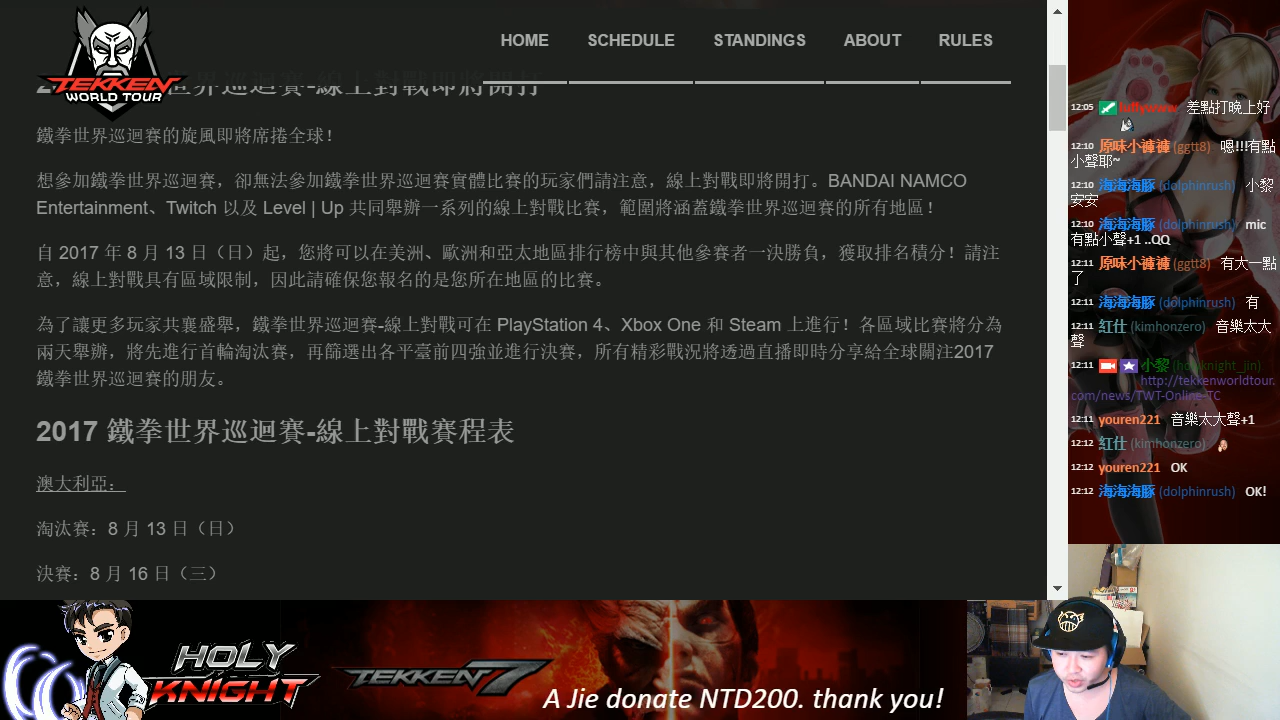 HOME SCHEDULE STANDINGS ABOUT RULES
TEKKEN
WORLD TOUR
世界巡迴賽-線上對戰即將開打
鐵拳世界巡迴賽的旋風即將席捲全球！
想參加鐵拳世界巡迴賽，卻無法參加鐵拳世界巡迴賽實體比賽的玩家們請注意，線上對戰即將開打。BANDAI NAMCO
Entertainment、Twitch 以及 Level | Up 共同舉辦一系列的線上對戰比賽，範圍將涵蓋鐵拳世界巡迴賽的所有地區！
自 2017 年 8 月 13 日（日）起，您將可以在美洲、歐洲和亞太地區排行榜中與其他參賽者一決勝負，獲取排名積分！請注
意，線上對戰具有區域限制，因此請確保您報名的是您所在地區的比賽。
為了讓更多玩家共襄盛舉，鐵拳世界巡迴賽-線上對戰可在 PlayStation 4、Xbox One 和 Steam 上進行！各區域比賽將分為
兩天舉辦，將先進行首輪淘汰賽，再篩選出各平臺前四強並進行決賽，所有精彩戰況將透過直播即時分享給全球關注2017
鐵拳世界巡迴賽的朋友。
2017 鐵拳世界巡迴賽-線上對戰賽程表
澳大利亞：
淘汰賽：8 月 13 日（日）
決賽：8 月 16 日（三）
12:05 luffywww 差點打晚上好
12:10 原味小褲褲 (ggtt8) 嗯!!!有點
小聲耶~
12:10 海海海豚 (dolphinrush) 小黎
安安
12:10 海海海豚 (dolphinrush) mic
有點小聲+1 ..QQ
12:11 原味小褲褲 (ggtt8) 有大一點
了
12:11 海海海豚 (dolphinrush) 有
12:11 紅仕 (kimhonzero) 音樂太大
聲
12:11 小黎 (holyknight_jin)
http://tekkenworldtour.
com/news/TWT-Online-TC
12:11 youren221 音樂太大聲+1
12:12 紅仕 (kimhonzero)
12:12 youren221 OK
12:12 海海海豚 (dolphinrush) OK!
HOLY
KNIGHT
TEKKEN 7
A Jie donate NTD200. thank you!